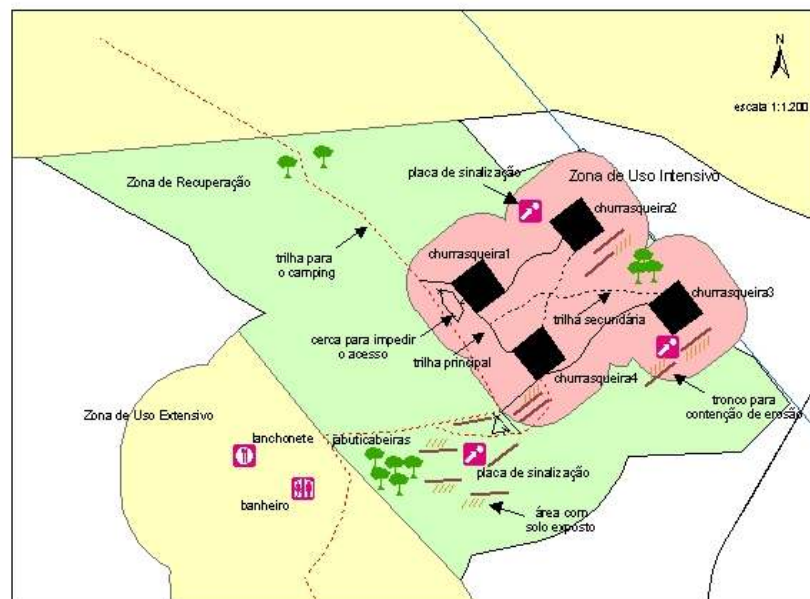 N
escala 1:1.200
Zona de Recuperação
placa de sinalização
Zona de Uso Intensivo
churrasqueira2
churrasqueira1
trilha para
o camping
churrasqueira3
cerca para impedir
o acesso
trilha secundária
trilha principal
churrasqueira4
tronco para
contenção de erosão
Zona de Uso Extensivo
lanchonete
jabuticabeiras
placa de sinalização
banheiro
área com
solo exposto